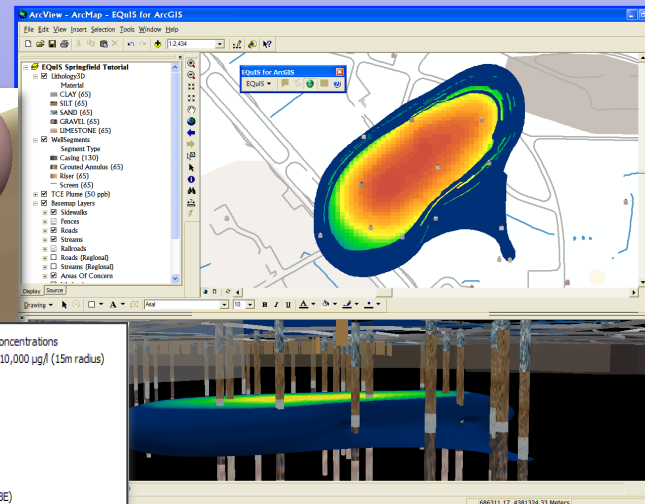 ArcView - ArcMap - EQuIS for ArcGIS
File Edit View Insert Selection Tools Window Help
1:2,434
EQuIS Springfield Tutorial
Lithology3D
Material
CLAY {65}
SILT {65}
SAND {65}
GRAVEL {65}
LIMESTONE {65}
WellSegments
Segment Type
Casing {130}
Grouted Annulus {65}
Riser {65}
Screen {65}
TCE Plume (50 ppb)
Basemap Layers
Sidewalks
Fences
Roads
Streams
Railroads
Roads (Regional)
Streams (Regional)
Areas Of Concern
Display Source
EQuIS for ArcGIS
EQuIS
Drawing A Arial 10 B I U A
oncentrations
10,000 µg/l (15m radius)
BE)
686311.17 4381324.33 Meters